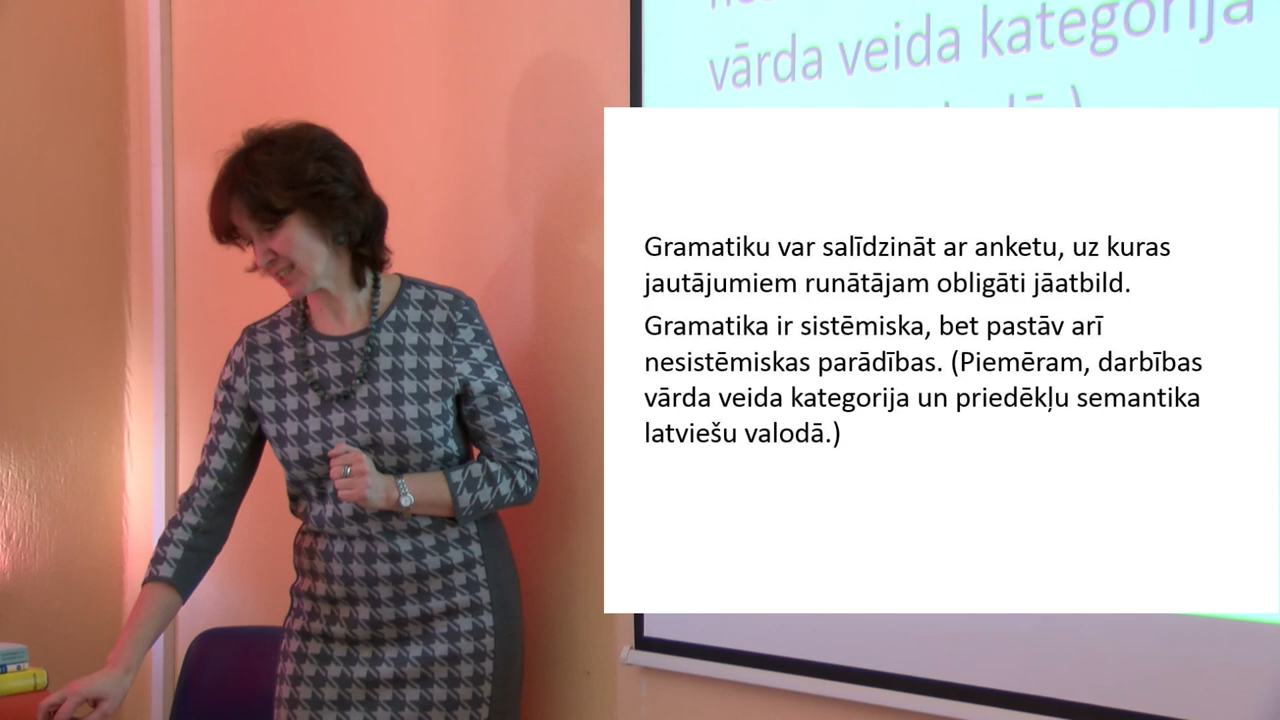 vārda veida kategorija
Gramatiku var salīdzināt ar anketu, uz kuras
jautājumiem runātājam obligāti jāatbild.
Gramatika ir sistēmiska, bet pastāv arī
nesistēmiskas parādības. (Piemēram, darbības
vārda veida kategorija un priedēkļu semantika
latviešu valodā.)